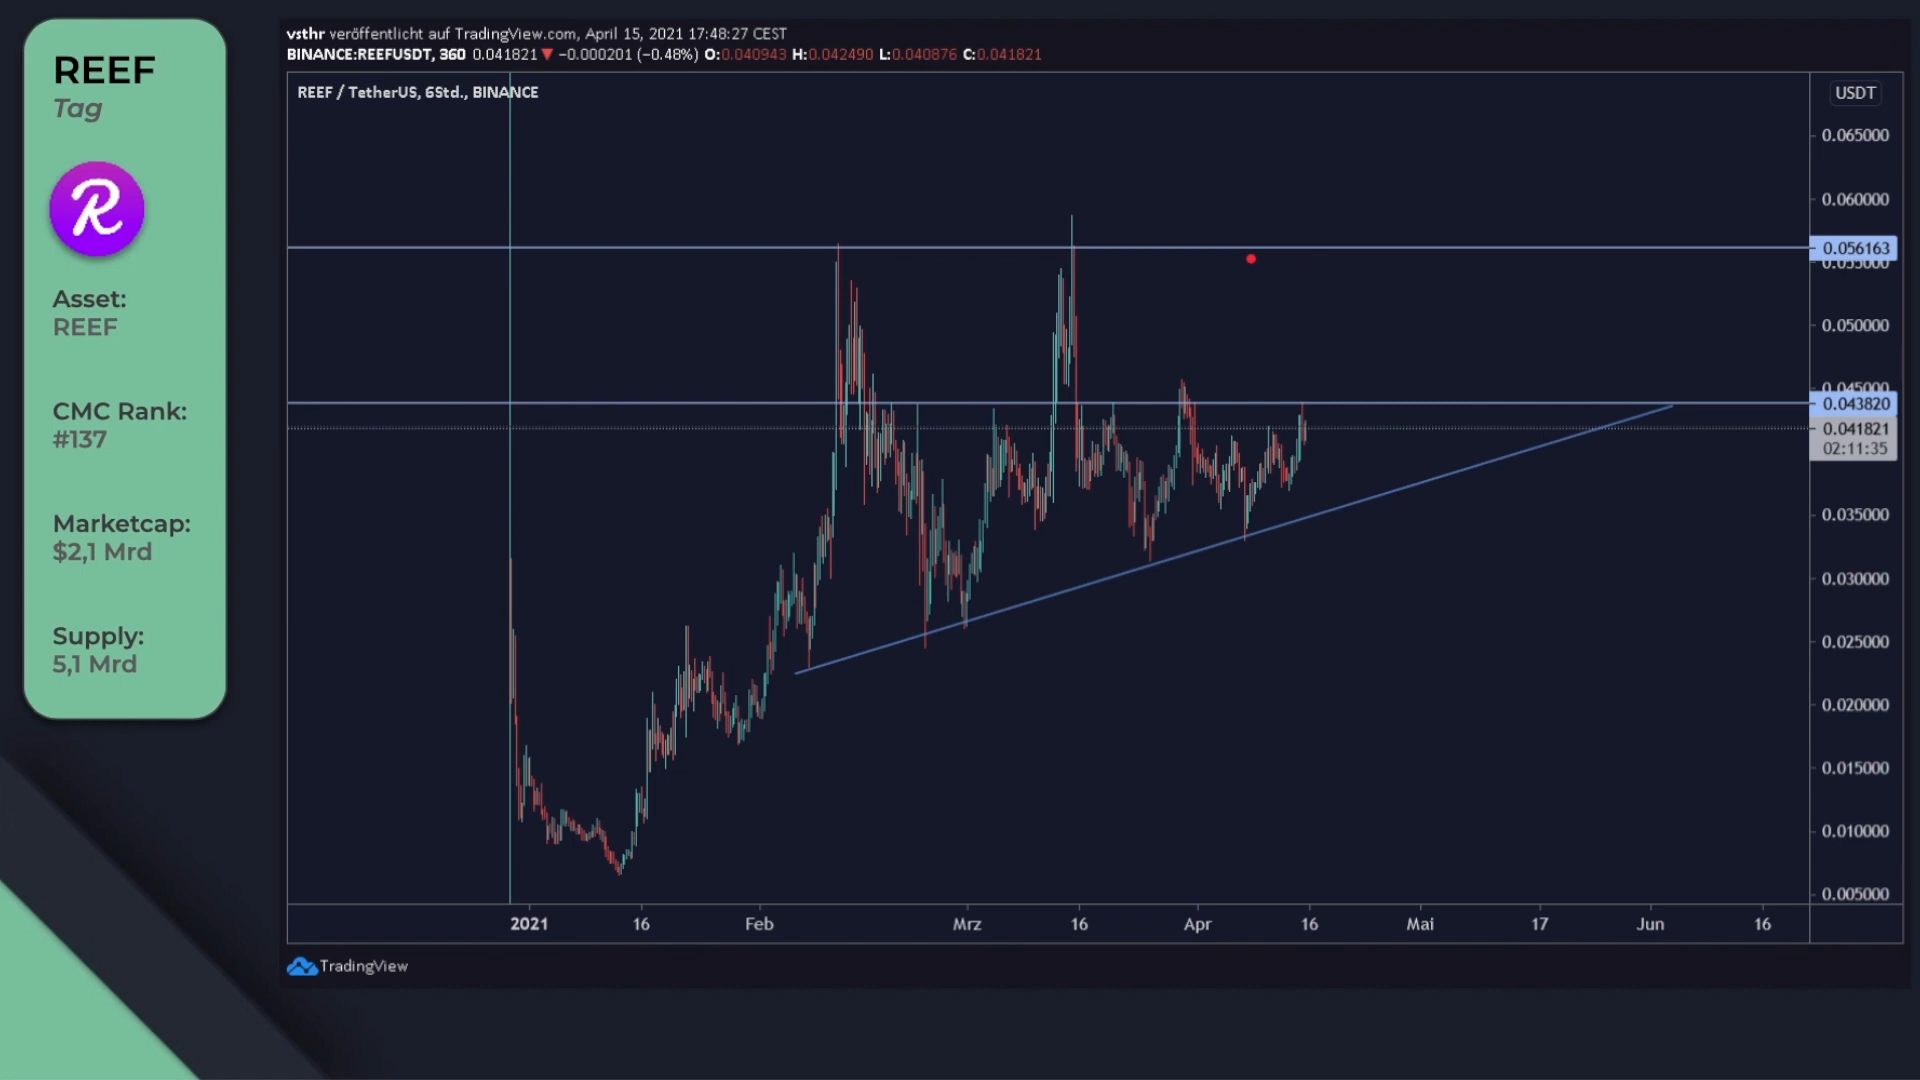 REEF
Tag
R
Asset:
REEF
CMC Rank:
#137
Marketcap:
$2,1 Mrd
Supply:
5,1 Mrd
vsthr veröffentlicht auf TradingView.com, April 15, 2021 17:48:27 CEST
BINANCE:REEFUSDT, 360 0.041821 ▼ −0.000201 (−0.48%) O:0.040943 H:0.042490 L:0.040876 C:0.041821
REEF / TetherUS, 6Std., BINANCE
USDT
0.065000
0.060000
0.056163
0.055000
0.050000
0.045000
0.043820
0.041821
02:11:35
0.035000
0.030000
0.025000
0.020000
0.015000
0.010000
0.005000
2021 16 Feb Mrz 16 Apr 16 Mai 17 Jun 16
TradingView